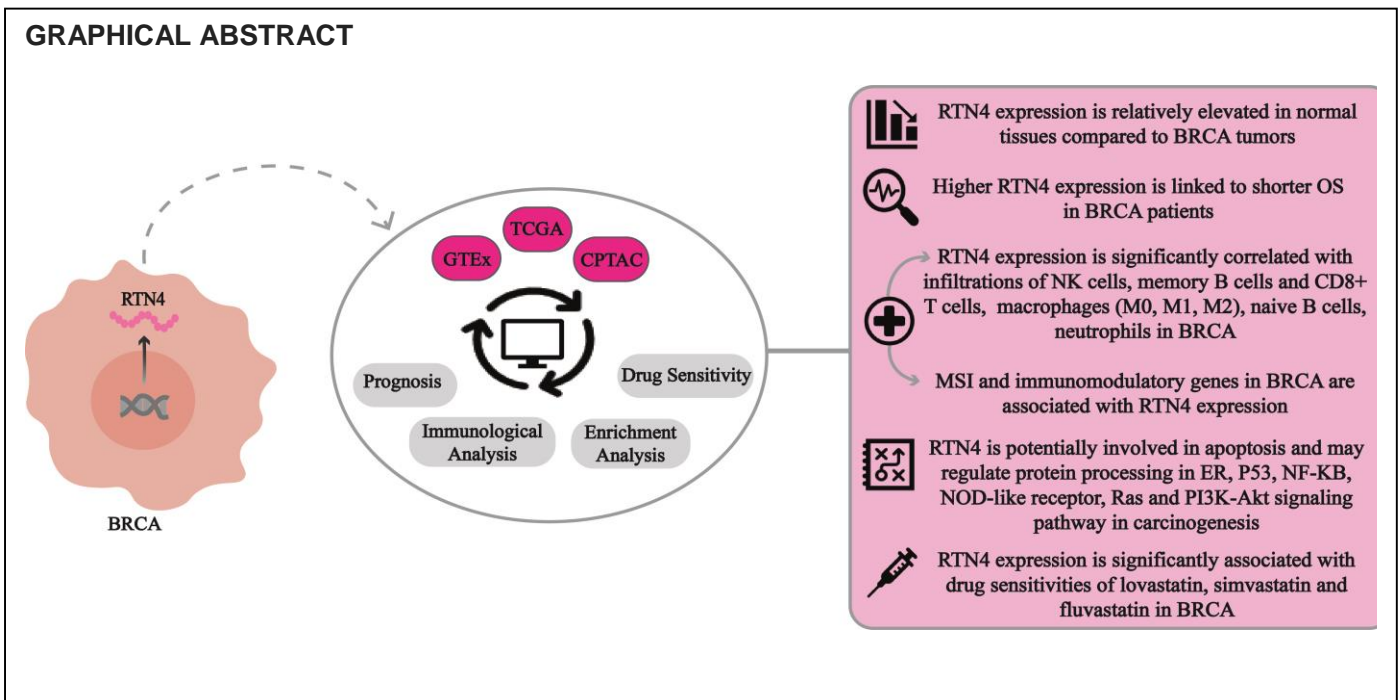 GRAPHICAL ABSTRACT
RTN4
BRCA
GTEx
TCGA
CPTAC
Prognosis
Immunological
Analysis
Enrichment
Analysis
Drug Sensitivity
RTN4 expression is relatively elevated in normal
tissues compared to BRCA tumors
Higher RTN4 expression is linked to shorter OS
in BRCA patients
RTN4 expression is significantly correlated with
infiltrations of NK cells, memory B cells and CD8+
T cells, macrophages (M0, M1, M2), naive B cells,
neutrophils in BRCA
MSI and immunomodulatory genes in BRCA are
associated with RTN4 expression
RTN4 is potentially involved in apoptosis and may
regulate protein processing in ER, P53, NF-KB,
NOD-like receptor, Ras and PI3K-Akt signaling
pathway in carcinogenesis
RTN4 expression is significantly associated with
drug sensitivities of lovastatin, simvastatin and
fluvastatin in BRCA